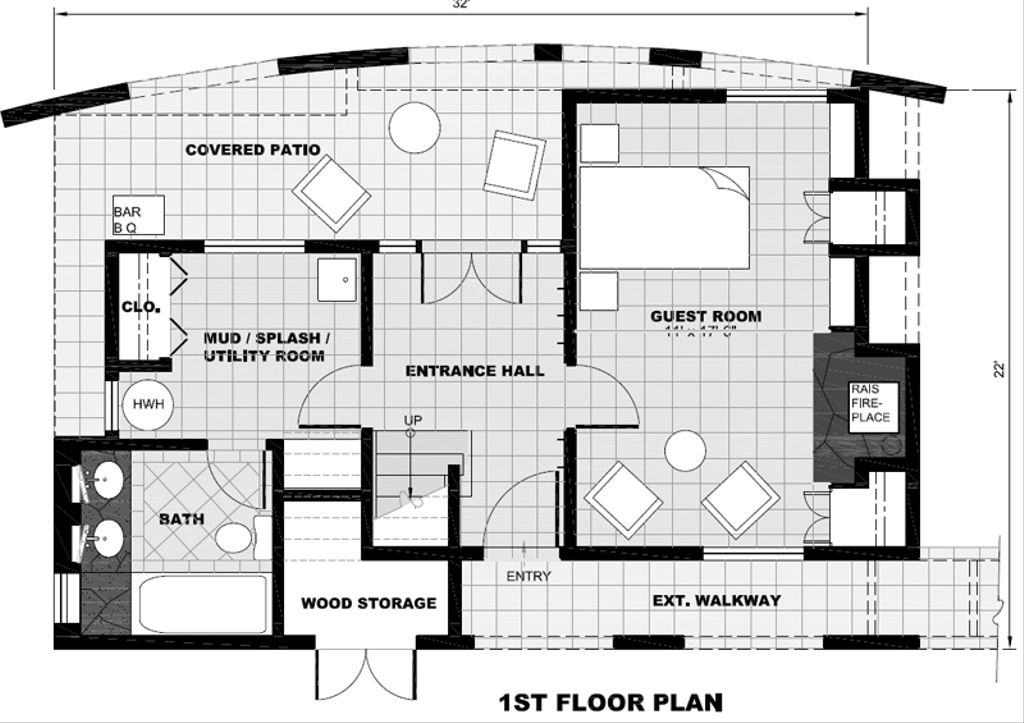 32'
COVERED PATIO
BAR
B Q
CLO.
MUD / SPLASH /
UTILITY ROOM
HWH
ENTRANCE HALL
UP
GUEST ROOM
RAIS
FIRE-
PLACE
22'
BATH
ENTRY
WOOD STORAGE
EXT. WALKWAY
1ST FLOOR PLAN